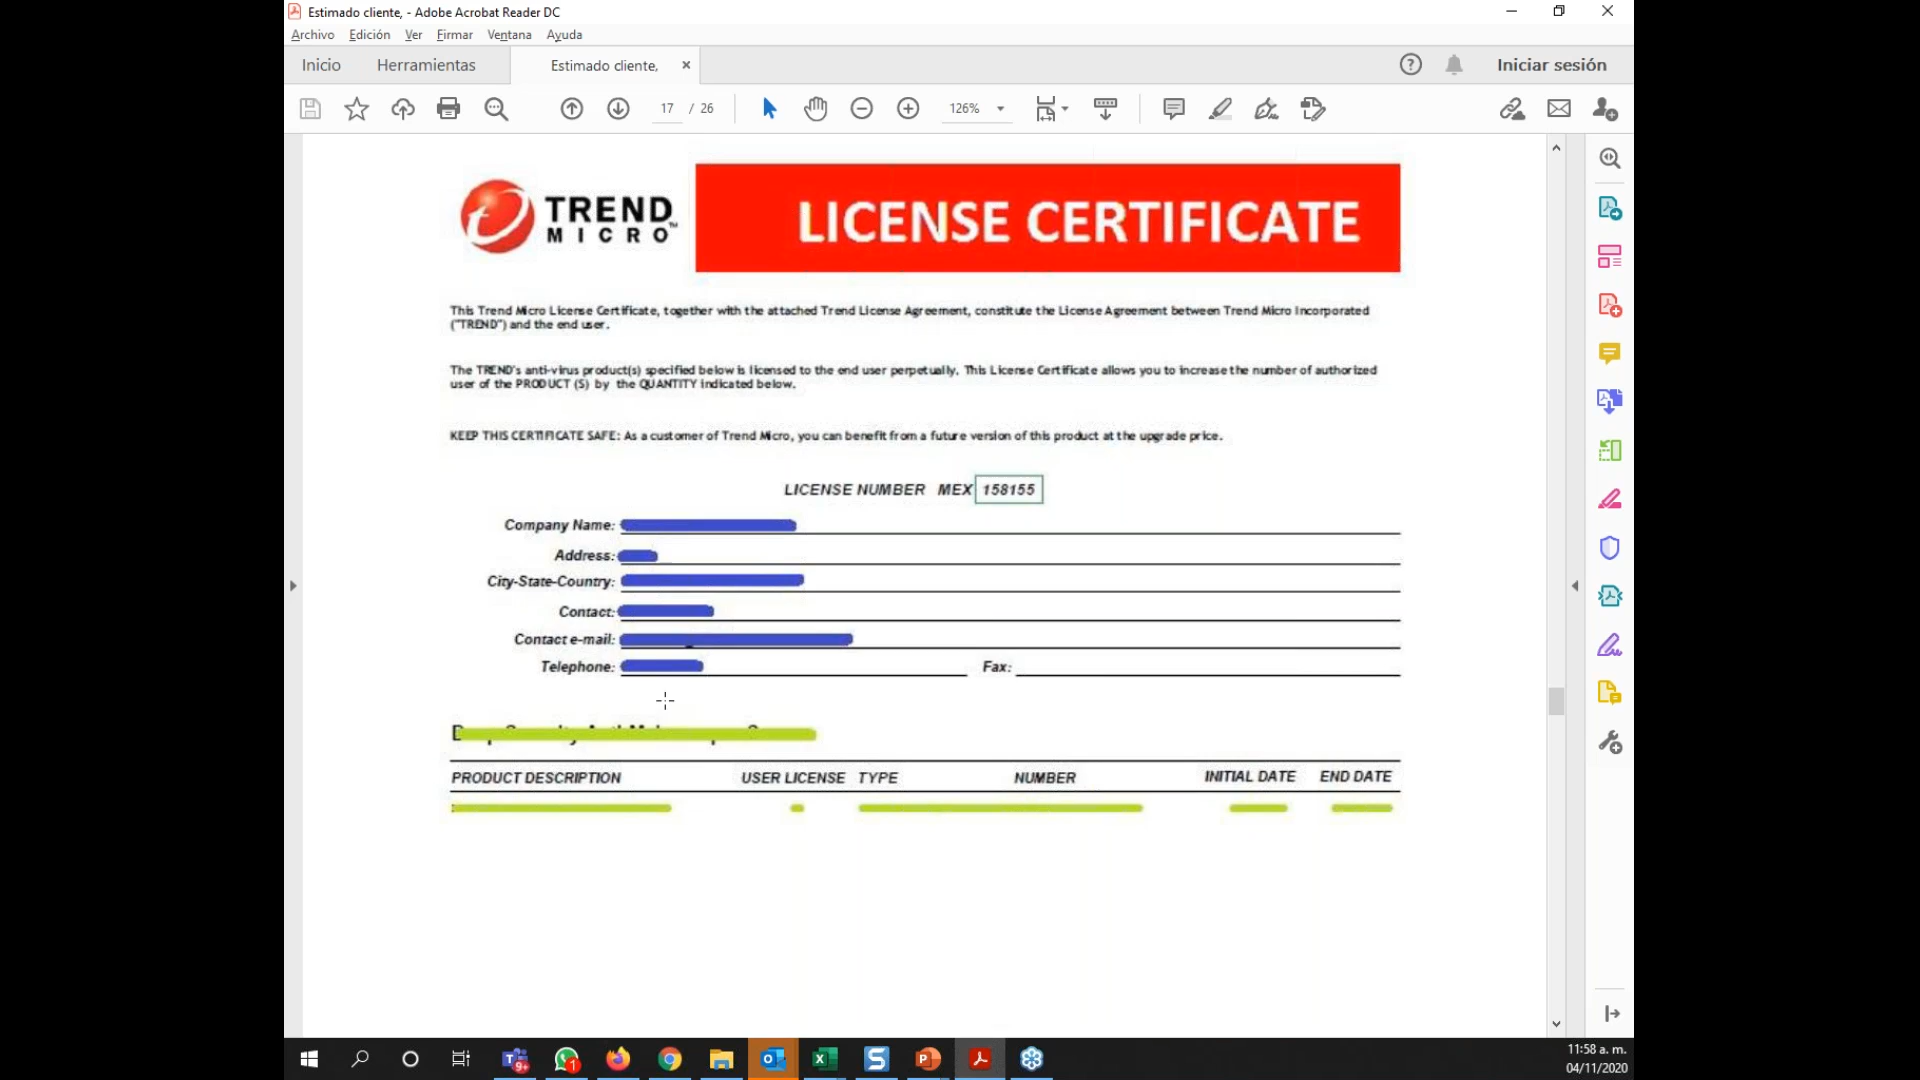 Estimado cliente, - Adobe Acrobat Reader DC
Archivo Edición Ver Firmar Ventana Ayuda
Inicio Herramientas Estimado cliente, Iniciar sesión
17 / 26 126%
TREND MICRO™
LICENSE CERTIFICATE
This Trend Micro License Certificate, together with the attached Trend License Agreement, constitute the License Agreement between Trend Micro Incorporated
("TREND") and the end user.
The TREND's anti-virus product(s) specified below is licensed to the end user perpetually. This License Certificate allows you to increase the number of authorized
user of the PRODUCT (S) by the QUANTITY indicated below.
KEEP THIS CERTIFICATE SAFE: As a customer of Trend Micro, you can benefit from a future version of this product at the upgrade price.
LICENSE NUMBER MEX 158155
Company Name:
Address:
City-State-Country:
Contact:
Contact e-mail:
Telephone: Fax:
PRODUCT DESCRIPTION USER LICENSE TYPE NUMBER INITIAL DATE END DATE
9+ 1
11:58 a. m.
04/11/2020